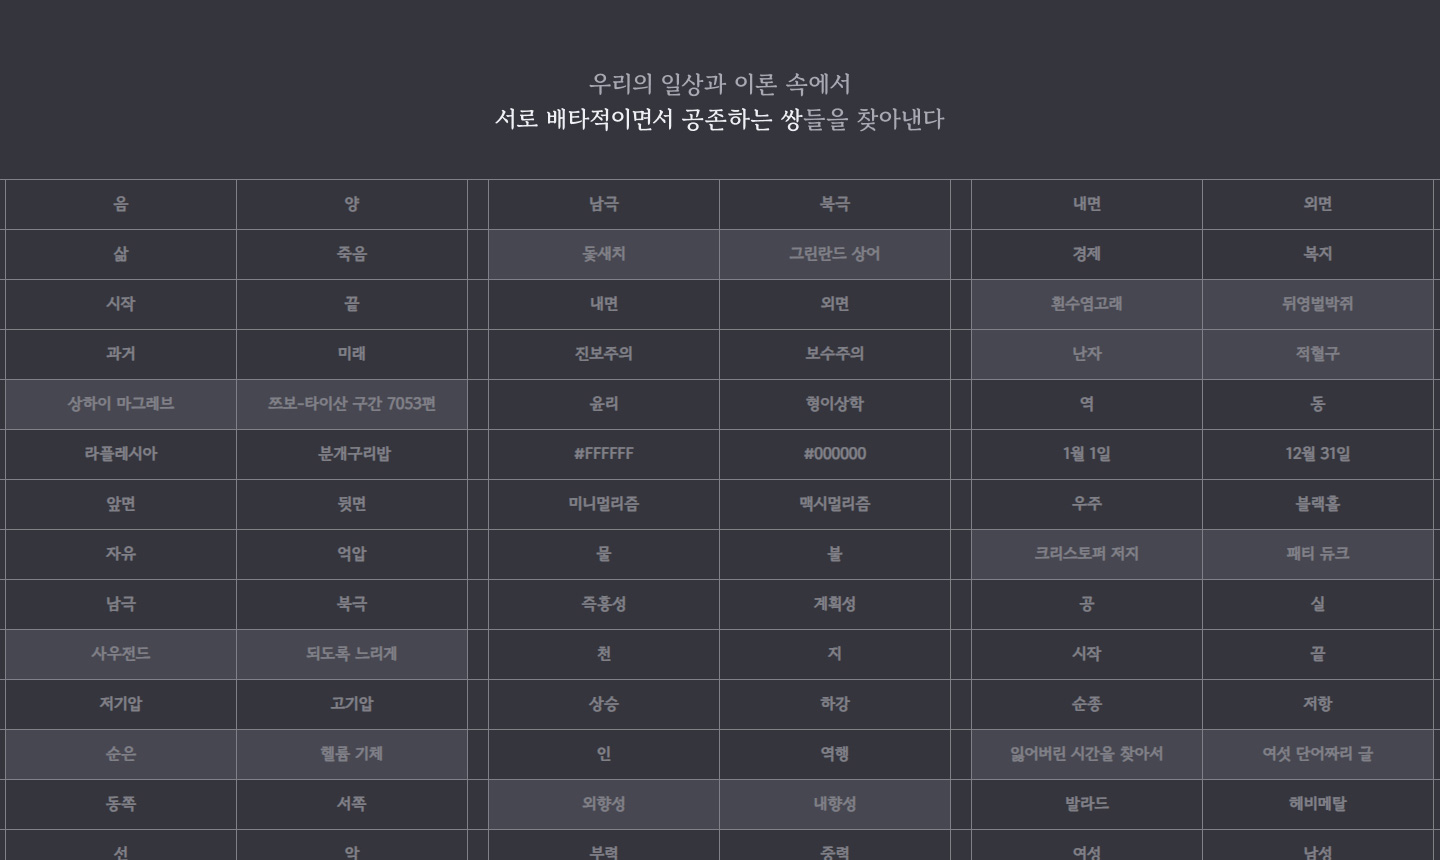 우리의 일상과 이론 속에서
서로 배타적이면서 공존하는 쌍들을 찾아낸다
음 양 남극 북극 내면 외면
삶 죽음 돛새치 그린란드 상어 경제 복지
시작 끝 내면 외면 흰수염고래 뒤영벌박쥐
과거 미래 진보주의 보수주의 난자 적혈구
상하이 마그레브 쯔보-타이산 구간 7053편 윤리 형이상학 역 동
라플레시아 분개구리밥 #FFFFFF #000000 1월 1일 12월 31일
앞면 뒷면 미니멀리즘 맥시멀리즘 우주 블랙홀
자유 억압 물 불 크리스토퍼 저지 패티 듀크
남극 북극 즉흥성 계획성 공 실
사우전드 되도록 느리게 천 지 시작 끝
저기압 고기압 상승 하강 순종 저항
순은 헬륨 기체 인 역행 잃어버린 시간을 찾아서 여섯 단어짜리 글
동쪽 서쪽 외향성 내향성 발라드 헤비메탈
선 악 부력 중력 여성 남성